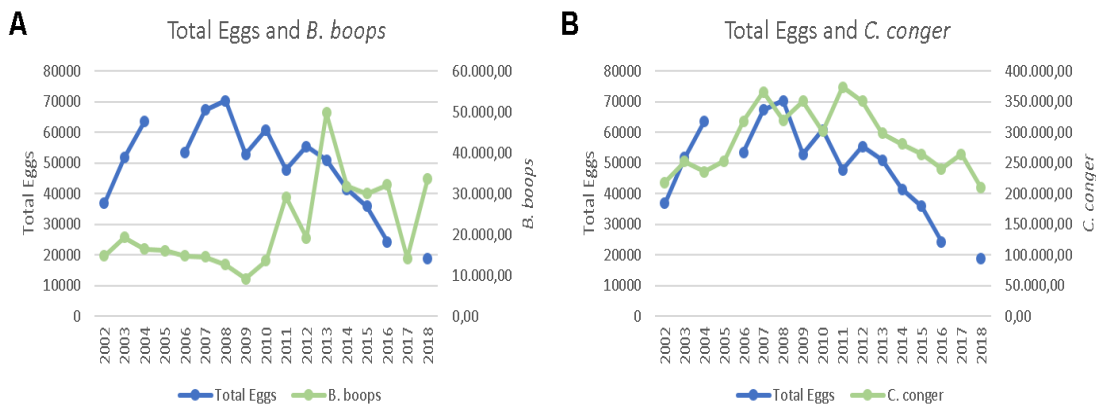 A
Total Eggs and B. boops
80000
70000
60000
50000
40000
30000
20000
10000
0
Total Eggs
60.000,00
50.000,00
40.000,00
30.000,00
20.000,00
10.000,00
0,00
B. boops
2002 2003 2004 2005 2006 2007 2008 2009 2010 2011 2012 2013 2014 2015 2016 2017 2018
Total Eggs B. boops
B
Total Eggs and C. conger
80000
70000
60000
50000
40000
30000
20000
10000
0
Total Eggs
400.000,00
350.000,00
300.000,00
250.000,00
200.000,00
150.000,00
100.000,00
50.000,00
0,00
C. conger
2002 2003 2004 2005 2006 2007 2008 2009 2010 2011 2012 2013 2014 2015 2016 2017 2018
Total Eggs C. conger